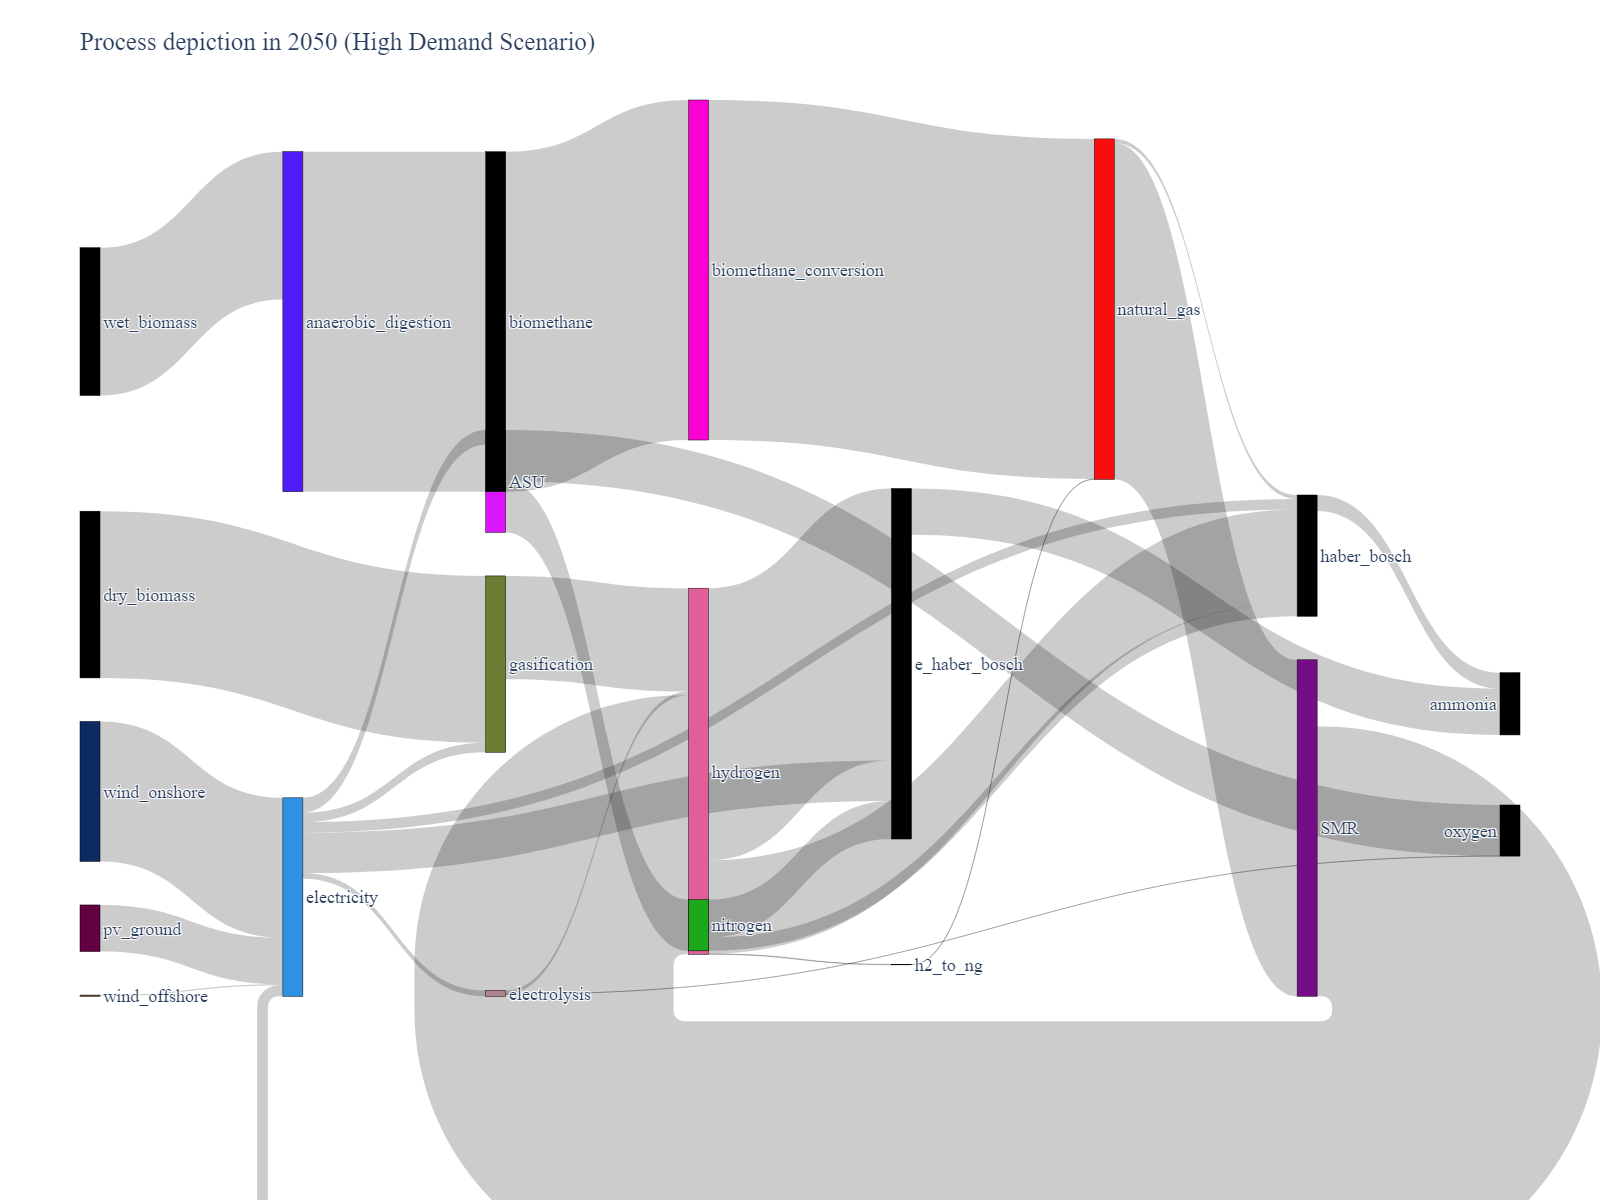 Process depiction in 2050 (High Demand Scenario)
biomethane_conversion
natural_gas
wet_biomass
anaerobic_digestion
biomethane
ASU
haber_bosch
dry_biomass
gasification
e_haber_bosch
ammonia
wind_onshore
hydrogen
SMR
oxygen
electricity
pv_ground
nitrogen
h2_to_ng
wind_offshore
electrolysis